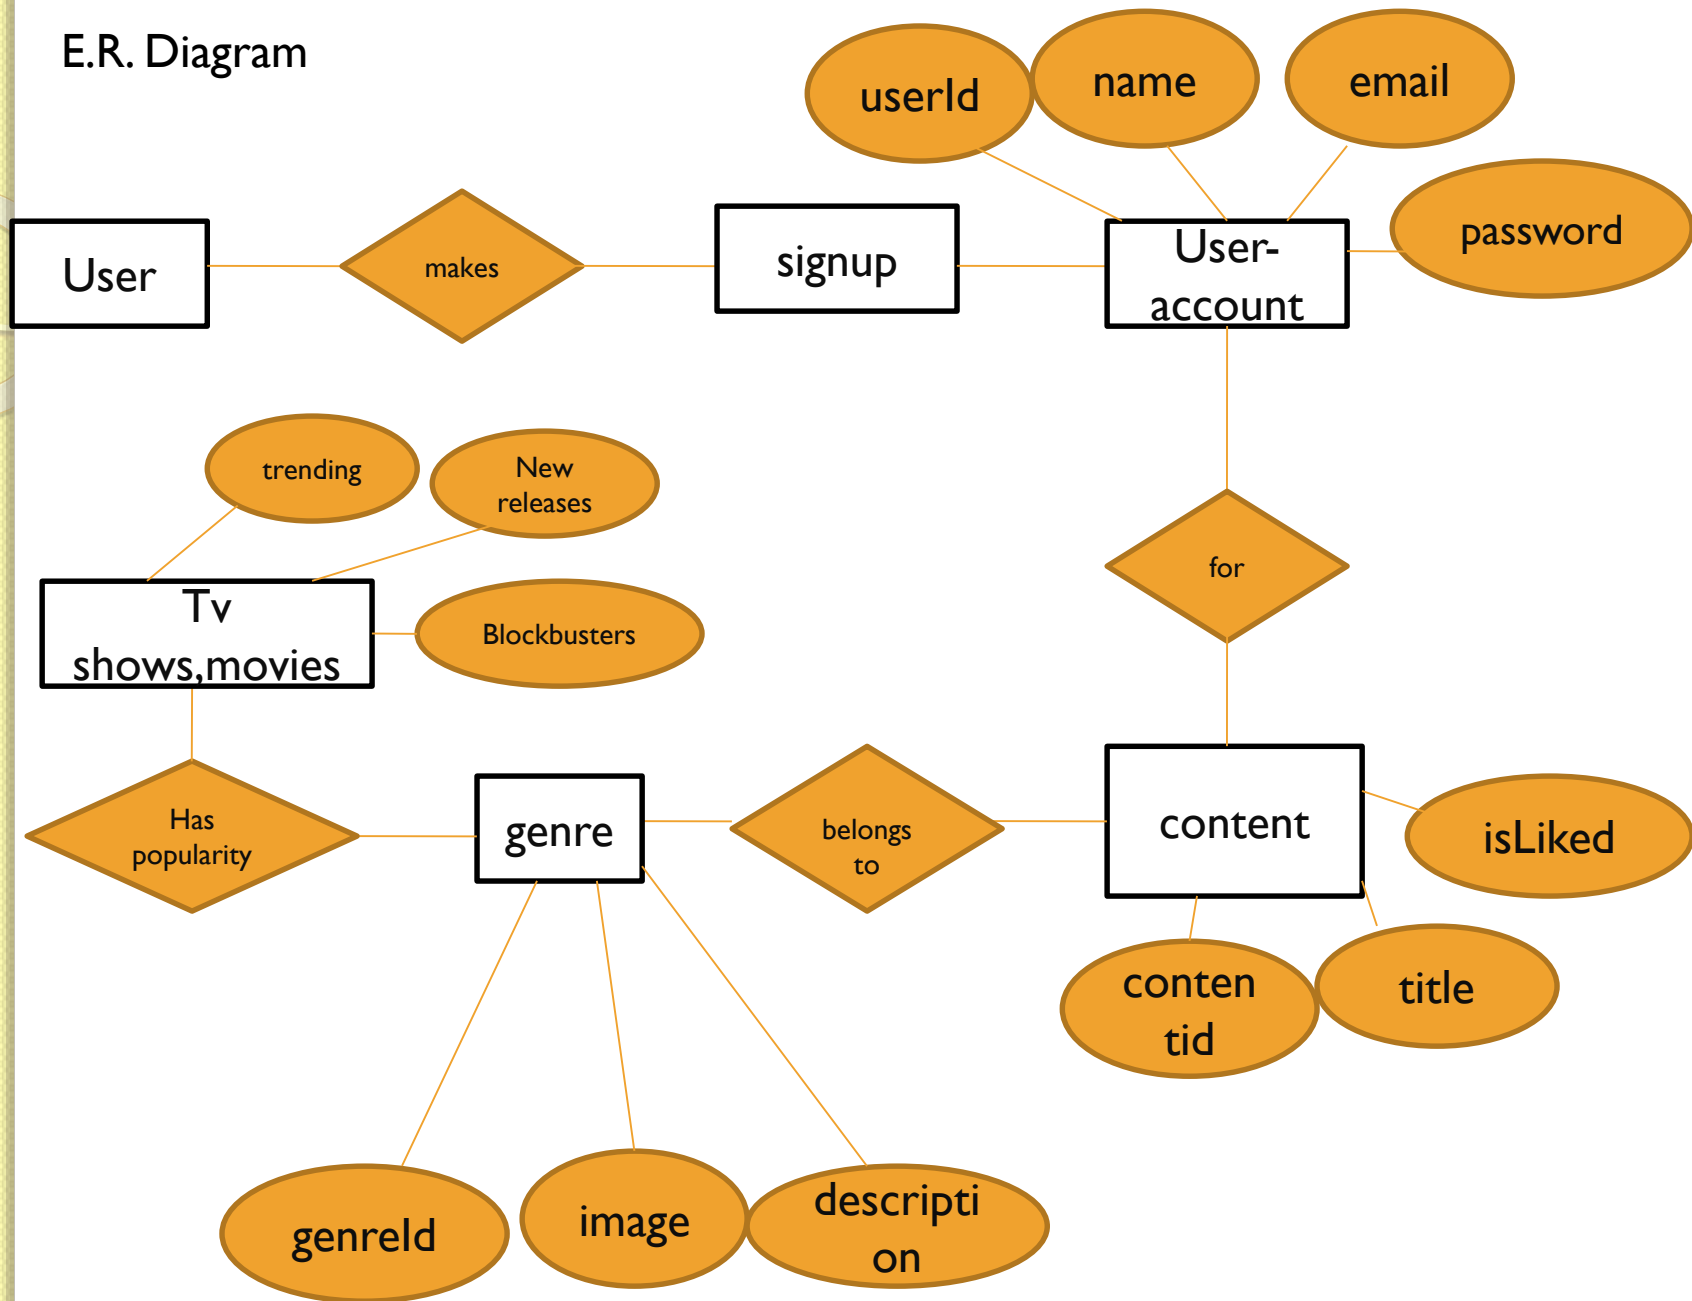 E.R. Diagram
userId
name
email
password
User
makes
signup
User-
account
trending
New
releases
for
Tv
shows,movies
Blockbusters
Has
popularity
genre
belongs
to
content
isLiked
conten
tid
title
genreId
image
descripti
on